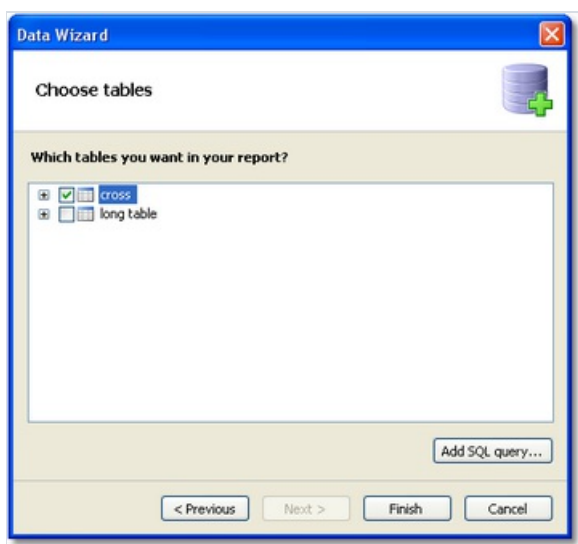 Data Wizard
Choose tables
Which tables you want in your report?
cross
long table
Add SQL query...
< Previous Next > Finish Cancel